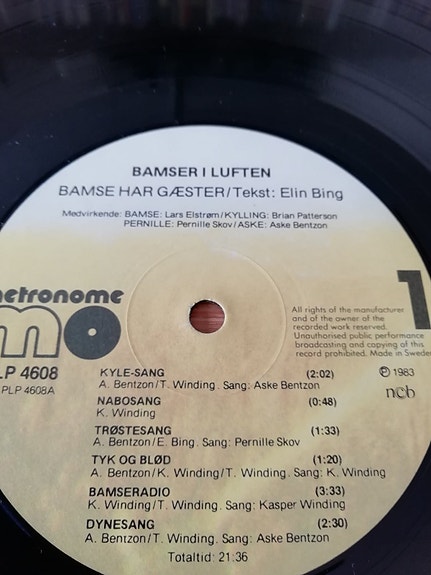 BAMSER I LUFTEN
BAMSE HAR GÆSTER/Tekst: Elin Bing
Medvirkende: BAMSE: Lars Elstrøm/KYLLING: Brian Patterson
PERNILLE: Pernille Skov/ASKE: Aske Bentzon
metronome
mo
1
All rights of the manufacturer
and of the owner of the
recorded work reserved.
Unauthorised public performance
broadcasting and copying of this
record prohibited. Made in Sweden
LP 4608
PLP 4608A
℗ 1983
ncb
KYLE-SANG (2:02)
A. Bentzon/T. Winding. Sang: Aske Bentzon
NABOSANG (0:48)
K. Winding
TRØSTESANG (1:33)
A. Bentzon/E. Bing. Sang: Pernille Skov
TYK OG BLØD (1:20)
A. Bentzon/K. Winding/T. Winding. Sang: K. Winding
BAMSERADIO (3:33)
K. Winding/T. Winding. Sang: Kasper Winding
DYNESANG (2:30)
A. Bentzon/T. Winding. Sang: Aske Bentzon
Totaltid: 21:36